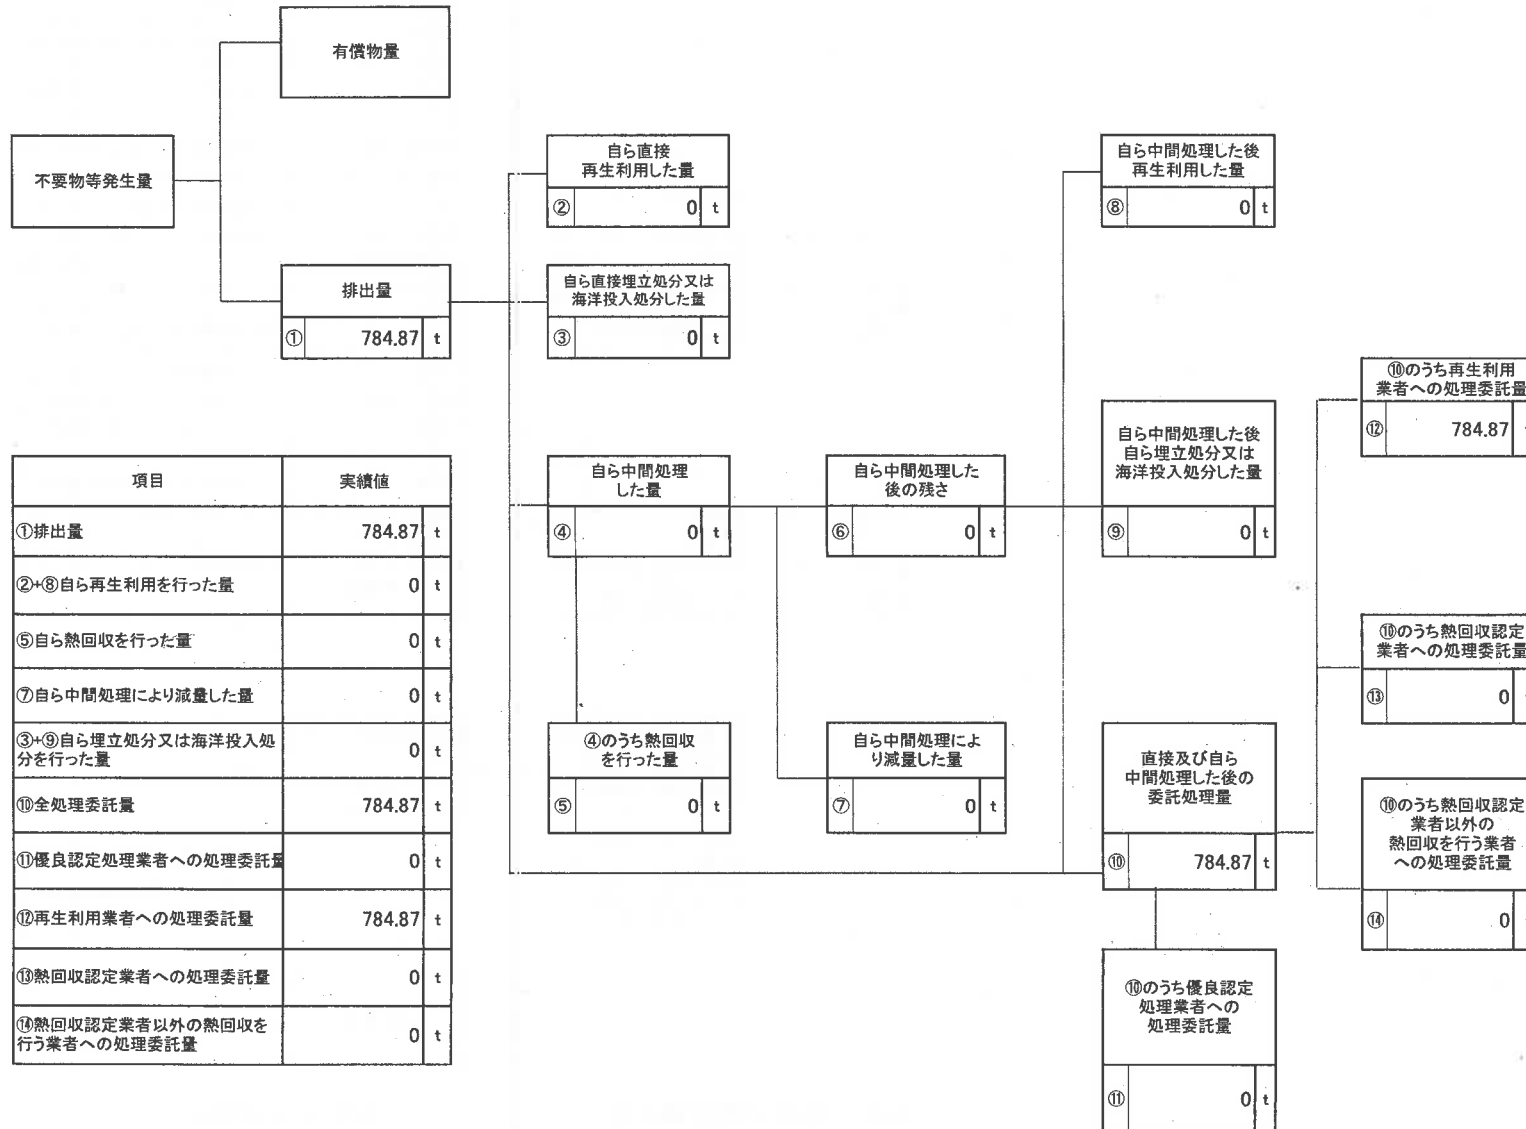 有償物量
不要物等発生量
排出量
① 784.87 t
自ら直接
再生利用した量
② 0 t
自ら直接埋立処分又は
海洋投入処分した量
③ 0 t
自ら中間処理
した量
④ 0 t
④のうち熱回収
を行った量
⑤ 0 t
自ら中間処理した
後の残さ
⑥ 0 t
自ら中間処理によ
り減量した量
⑦ 0 t
自ら中間処理した後
再生利用した量
⑧ 0 t
自ら中間処理した後
自ら埋立処分又は
海洋投入処分した量
⑨ 0 t
直接及び自ら
中間処理した後の
委託処理量
⑩ 784.87 t
⑩のうち優良認定
処理業者への
処理委託量
⑪ 0 t
⑩のうち再生利用
業者への処理委託量
⑫ 784.87
⑩のうち熱回収認定
業者への処理委託量
⑬ 0
⑩のうち熱回収認定
業者以外の
熱回収を行う業者
への処理委託量
⑭ 0
項目 実績値
①排出量 784.87 t
②+⑧自ら再生利用を行った量 0 t
⑤自ら熱回収を行った量 0 t
⑦自ら中間処理により減量した量 0 t
③+⑨自ら埋立処分又は海洋投入処
分を行った量 0 t
⑩全処理委託量 784.87 t
⑪優良認定処理業者への処理委託量 0 t
⑫再生利用業者への処理委託量 784.87 t
⑬熱回収認定業者への処理委託量 0 t
⑭熱回収認定業者以外の熱回収を
行う業者への処理委託量 0 t